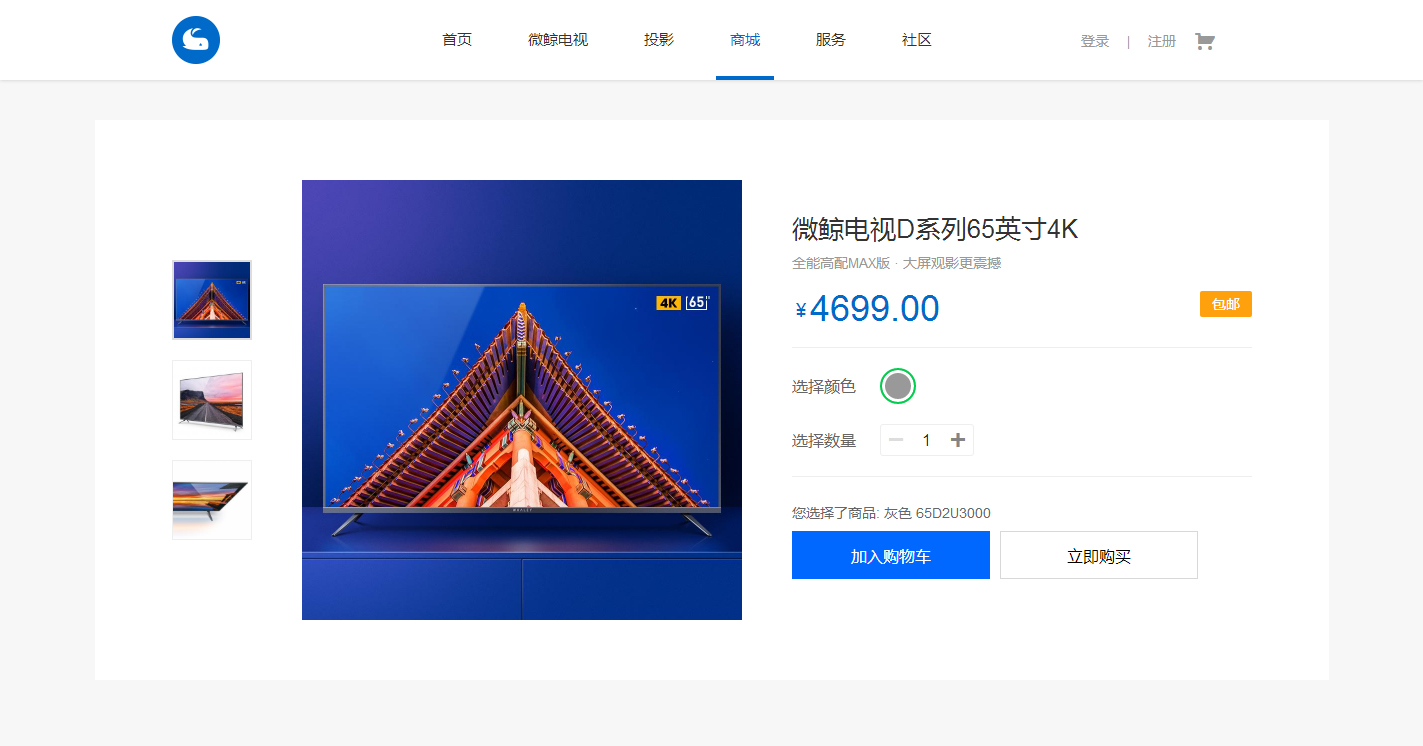 首页
微鲸电视
投影
商城
服务
社区
登录 | 注册
4K 65"
WHALEY
微鲸电视D系列65英寸4K
全能高配MAX版 · 大屏观影更震撼
¥4699.00
包邮
选择颜色
选择数量
1
您选择了商品: 灰色 65D2U3000
加入购物车
立即购买